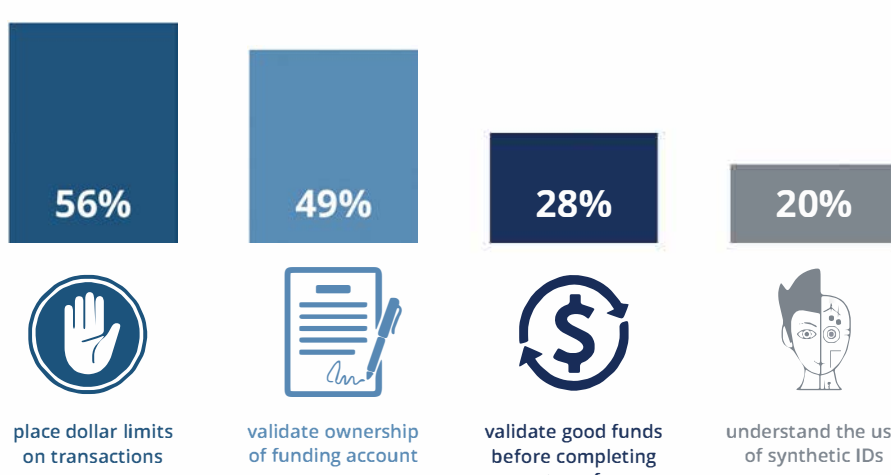 56%
49%
28%
20%
place dollar limits
on transactions
validate ownership
of funding account
validate good funds
before completing
understand the us
of synthetic IDs